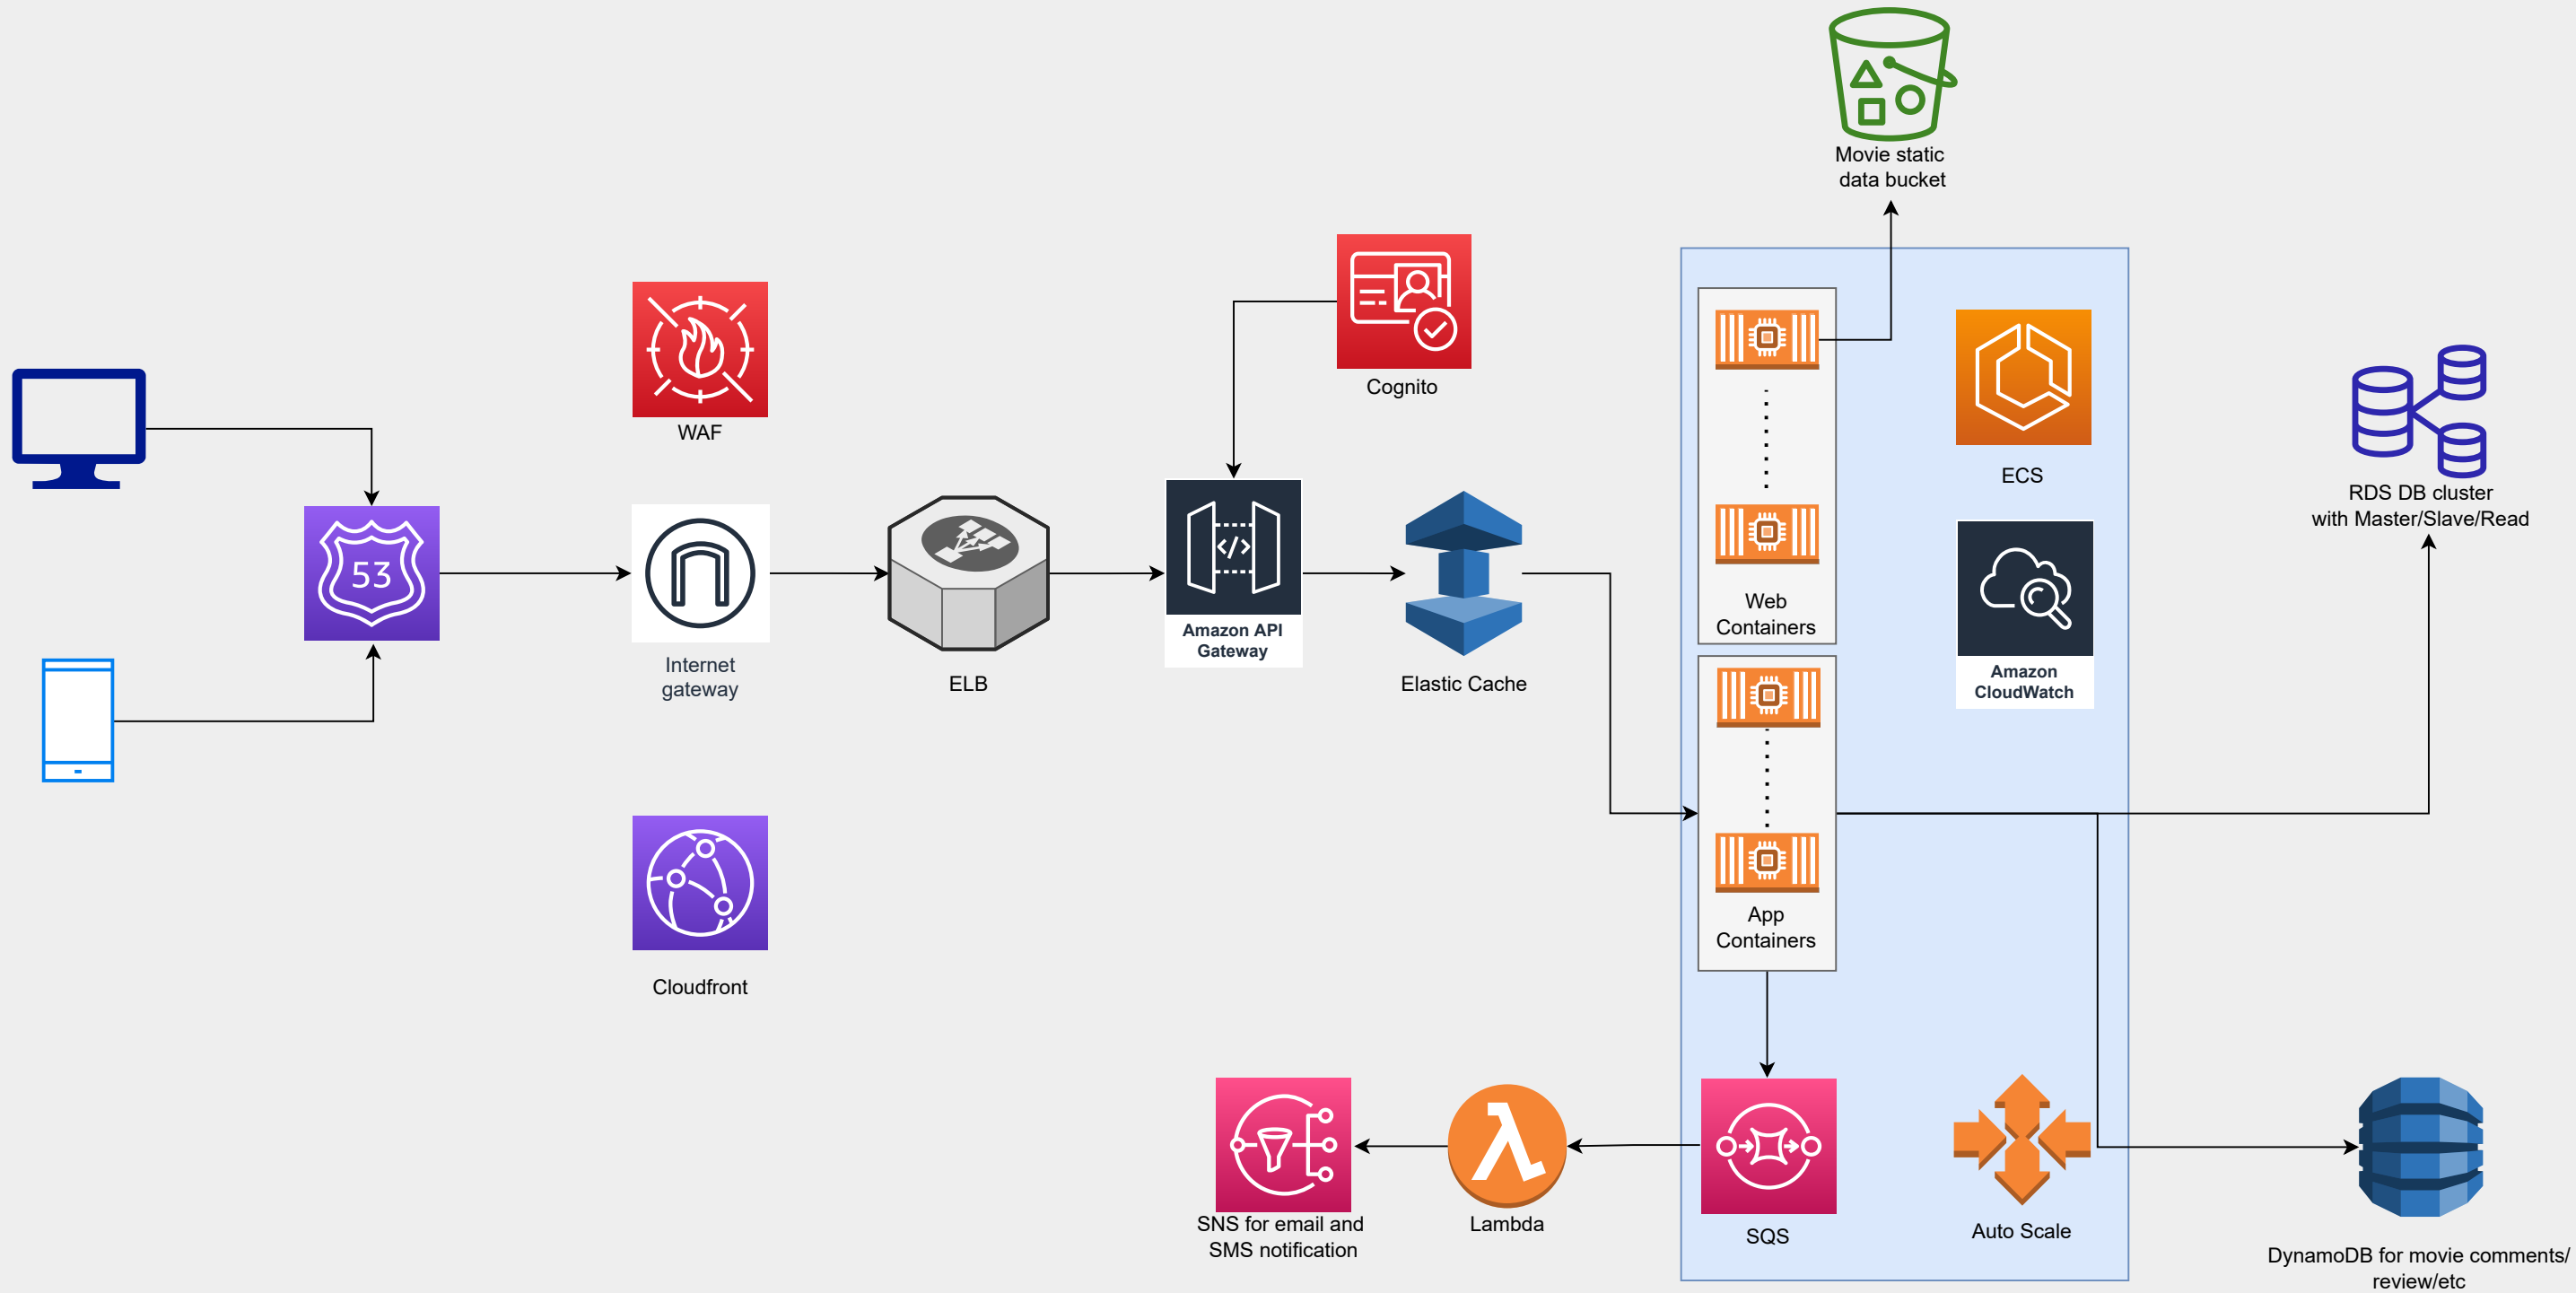 Movie static
data bucket
Cognito
WAF
53
ECS
RDS DB cluster
with Master/Slave/Read
Internet
gateway
ELB
</>
Amazon API
Gateway
Elastic Cache
Web
Containers
Amazon
CloudWatch
App
Containers
Cloudfront
SNS for email and
SMS notification
Lambda
SQS
Auto Scale
DynamoDB for movie comments/
review/etc